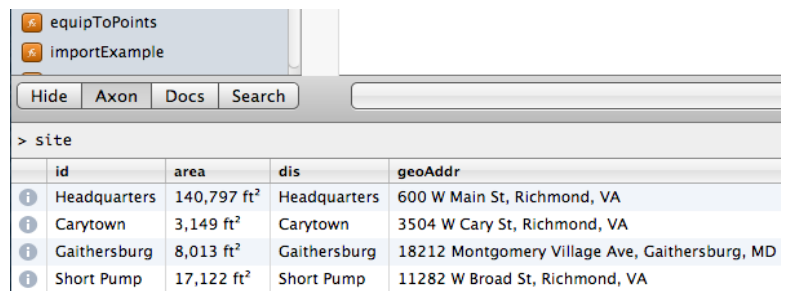 equipToPoints
importExample
Hide Axon Docs Search
> site
id area dis geoAddr
Headquarters 140,797 ft² Headquarters 600 W Main St, Richmond, VA
Carytown 3,149 ft² Carytown 3504 W Cary St, Richmond, VA
Gaithersburg 8,013 ft² Gaithersburg 18212 Montgomery Village Ave, Gaithersburg, MD
Short Pump 17,122 ft² Short Pump 11282 W Broad St, Richmond, VA